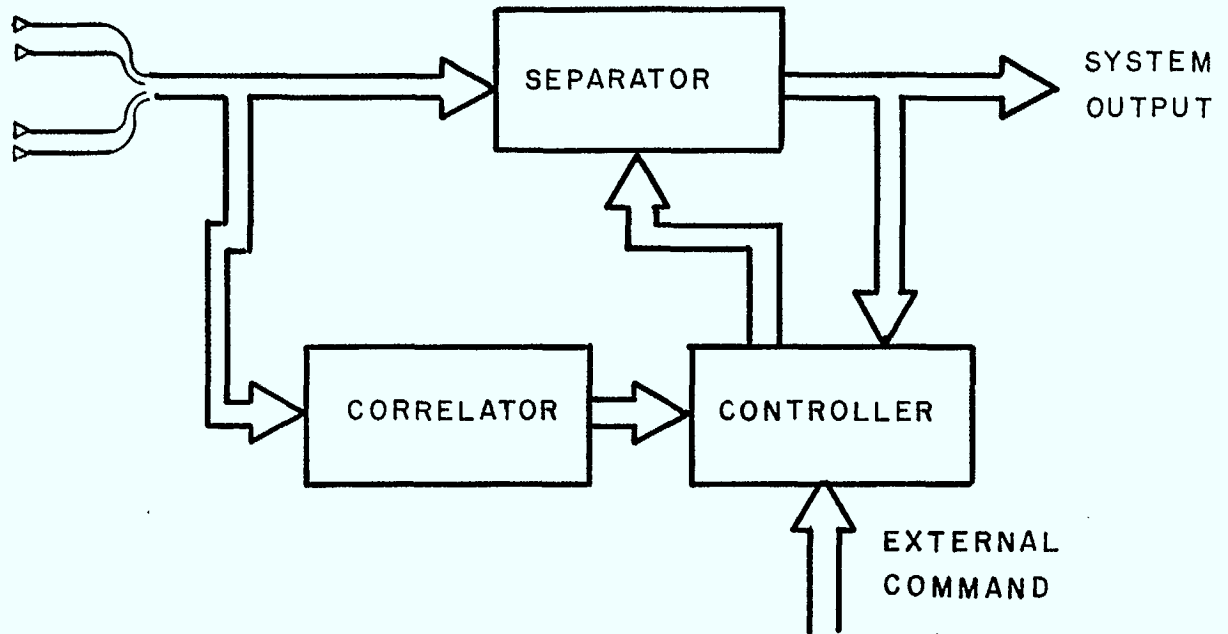 SEPARATOR
SYSTEM
OUTPUT
CORRELATOR
CONTROLLER
EXTERNAL
COMMAND